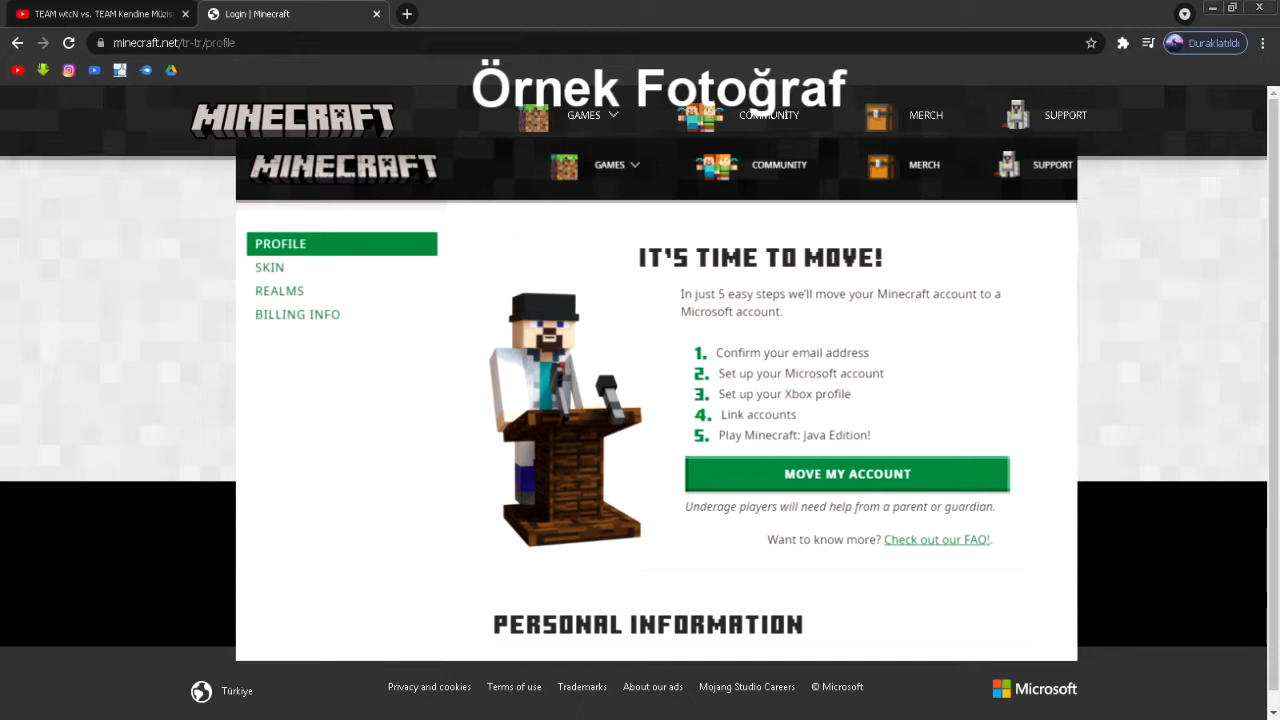 TEAM wtcN vs. TEAM Kendine Müzis
Login | Minecraft
minecraft.net/tr-tr/profile
Duraklatıldı
Örnek Fotoğraf
MINECRAFT
GAMES
COMMUNITY
MERCH
SUPPORT
MINECRAFT
GAMES
COMMUNITY
MERCH
SUPPORT
PROFILE
SKIN
REALMS
BILLING INFO
IT'S TIME TO MOVE!
In just 5 easy steps we'll move your Minecraft account to a
Microsoft account.
1. Confirm your email address
2. Set up your Microsoft account
3. Set up your Xbox profile
4. Link accounts
5. Play Minecraft: Java Edition!
MOVE MY ACCOUNT
Underage players will need help from a parent or guardian.
Want to know more? Check out our FAQ!.
PERSONAL INFORMATION
Türkiye
Privacy and cookies
Terms of use
Trademarks
About our ads
Mojang Studio Careers
© Microsoft
Microsoft